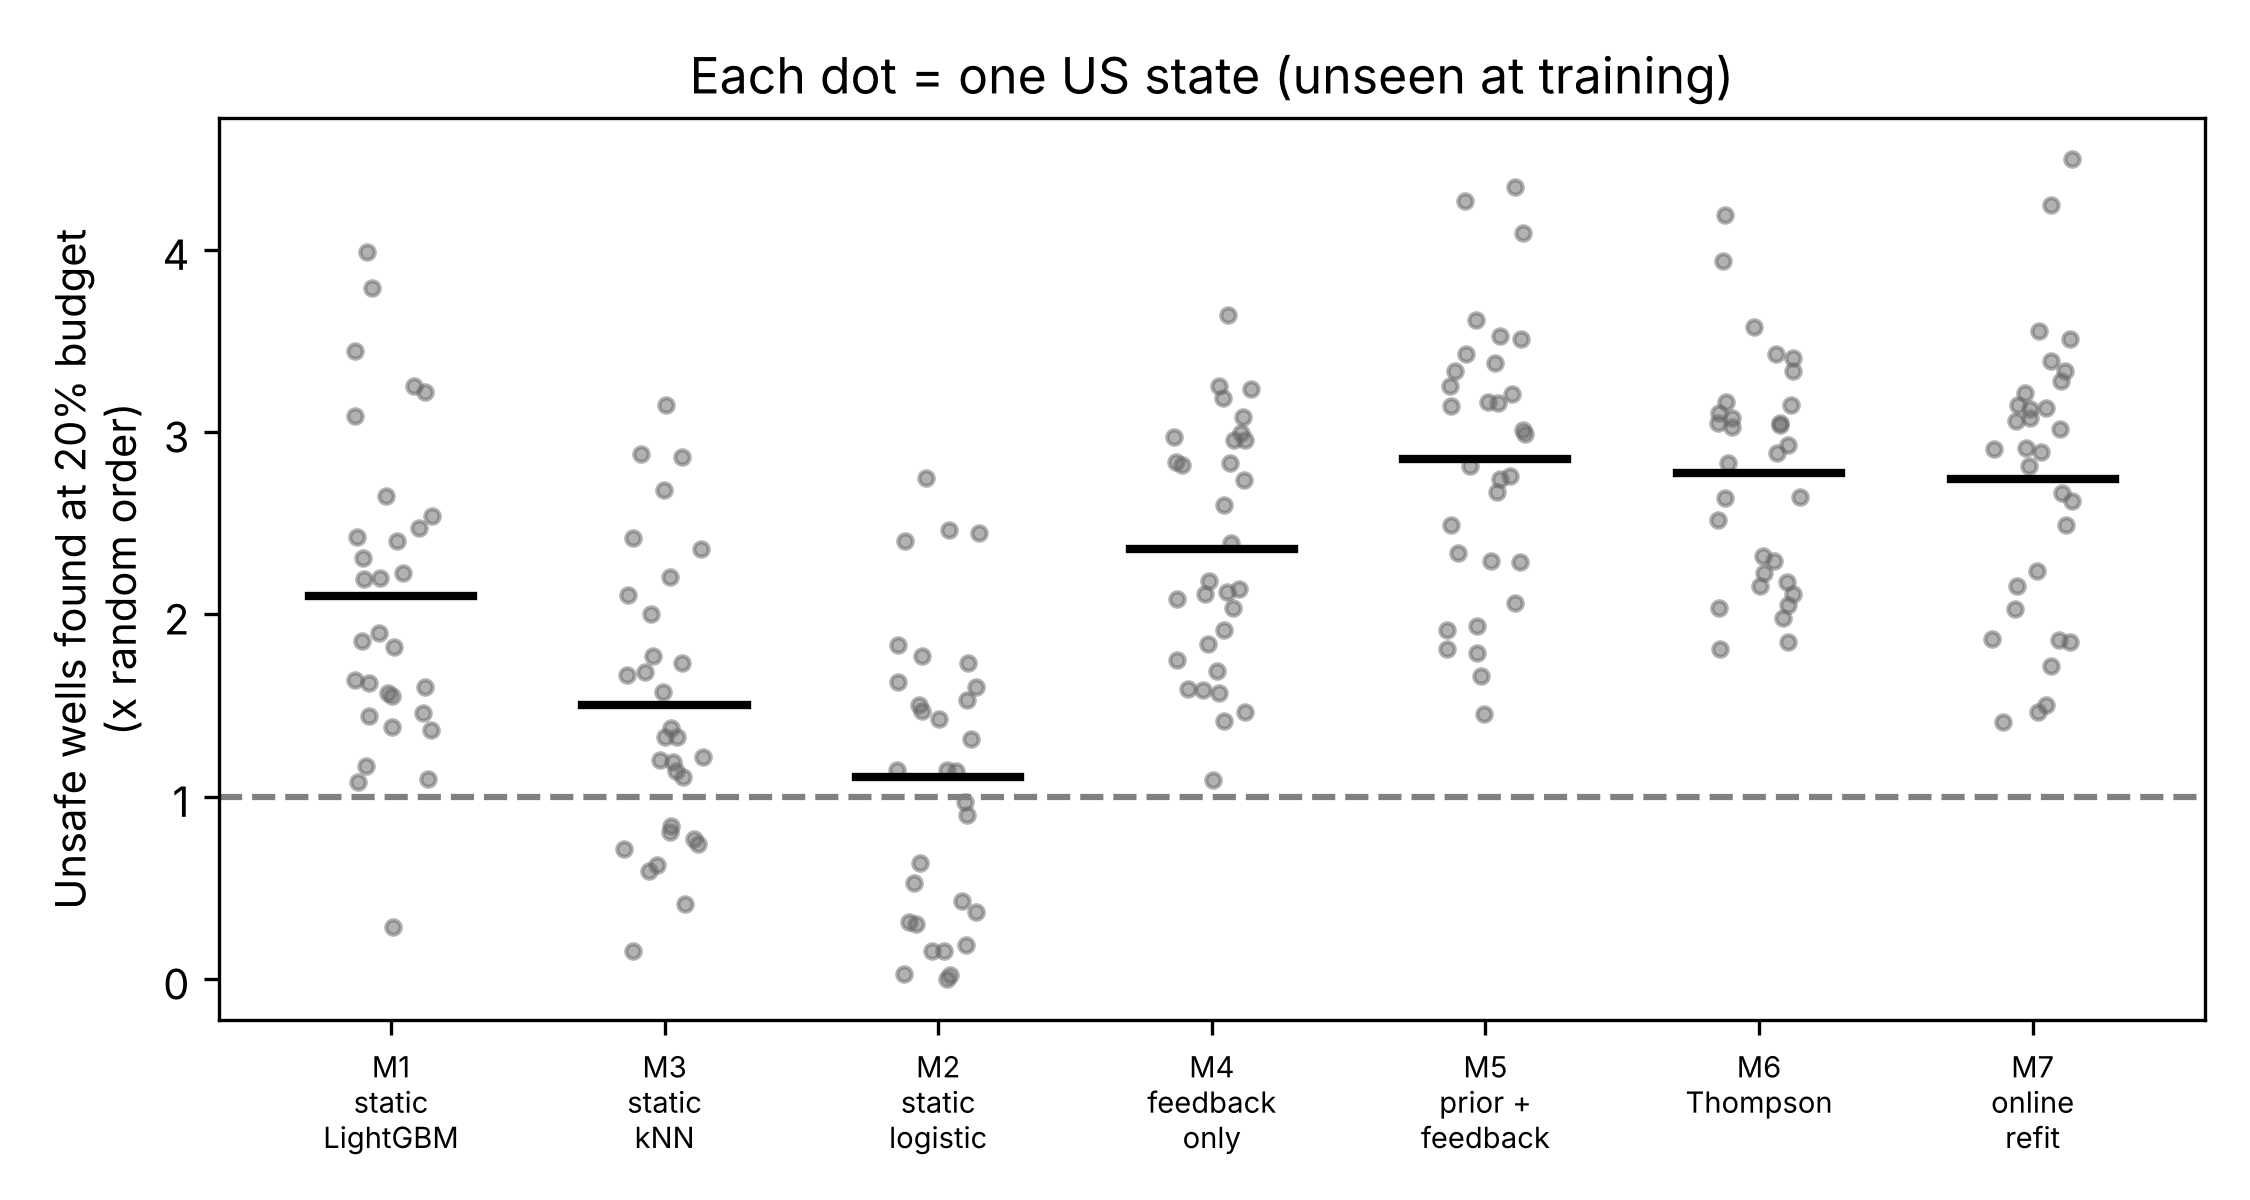 Each dot = one US state (unseen at training)
Unsafe wells found at 20% budget
(x random order)
4
3
2
1
0
M1
static
LightGBM
M3
static
kNN
M2
static
logistic
M4
feedback
only
M5
prior +
feedback
M6
Thompson
M7
online
refit